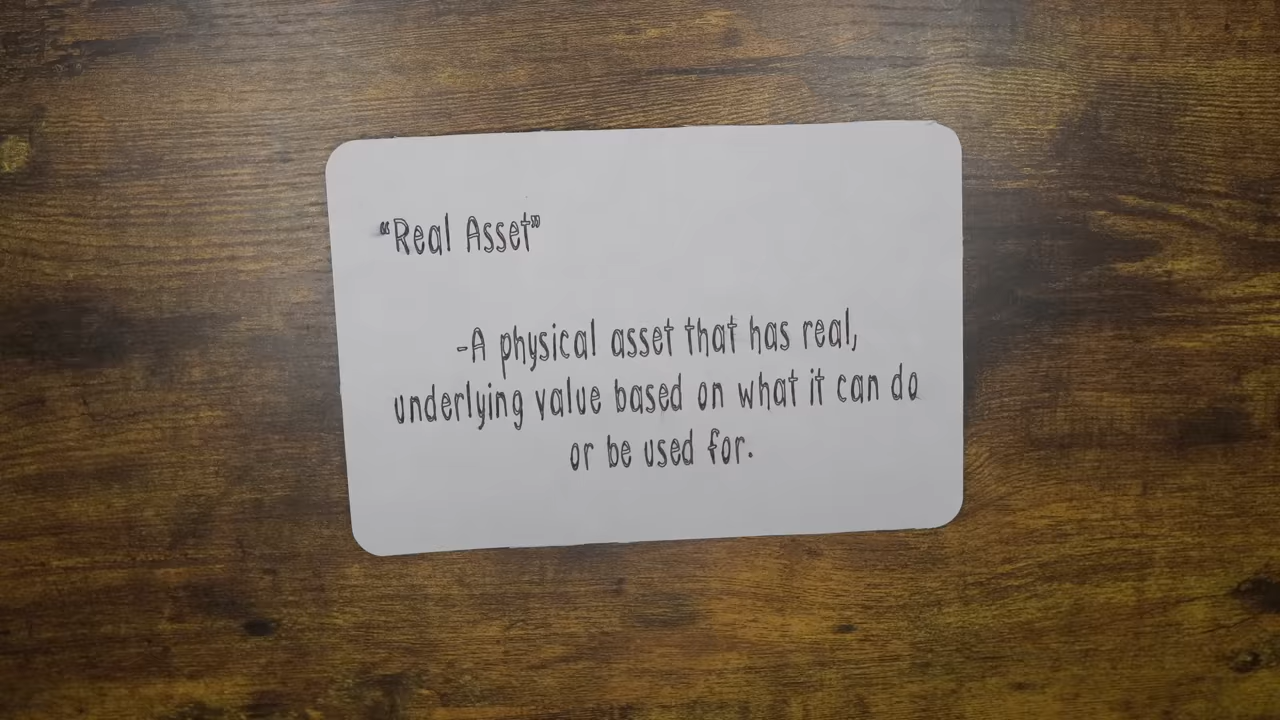 “Real Asset”
-A physical asset that has real,
underlying value based on what it can do
or be used for.